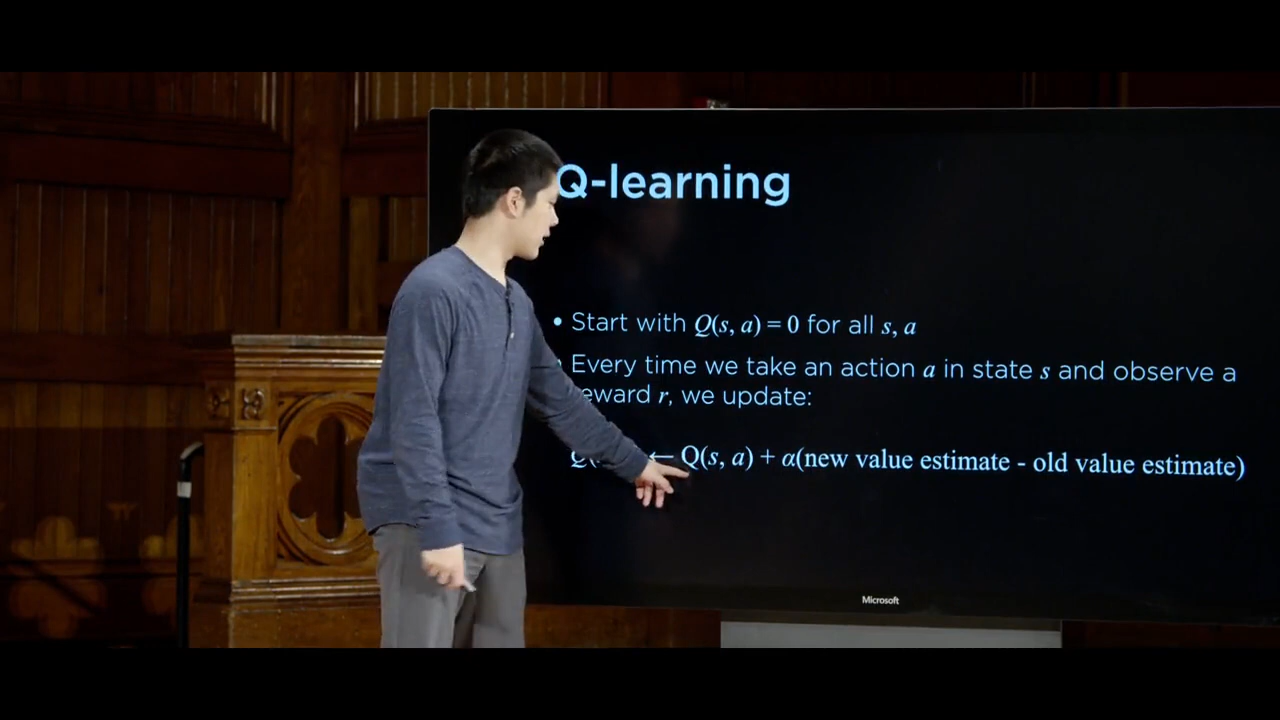 Q-learning
• Start with Q(s, a) = 0 for all s, a
Every time we take an action a in state s and observe a
eward r, we update:
← Q(s, a) + α(new value estimate - old value estimate)
Microsoft